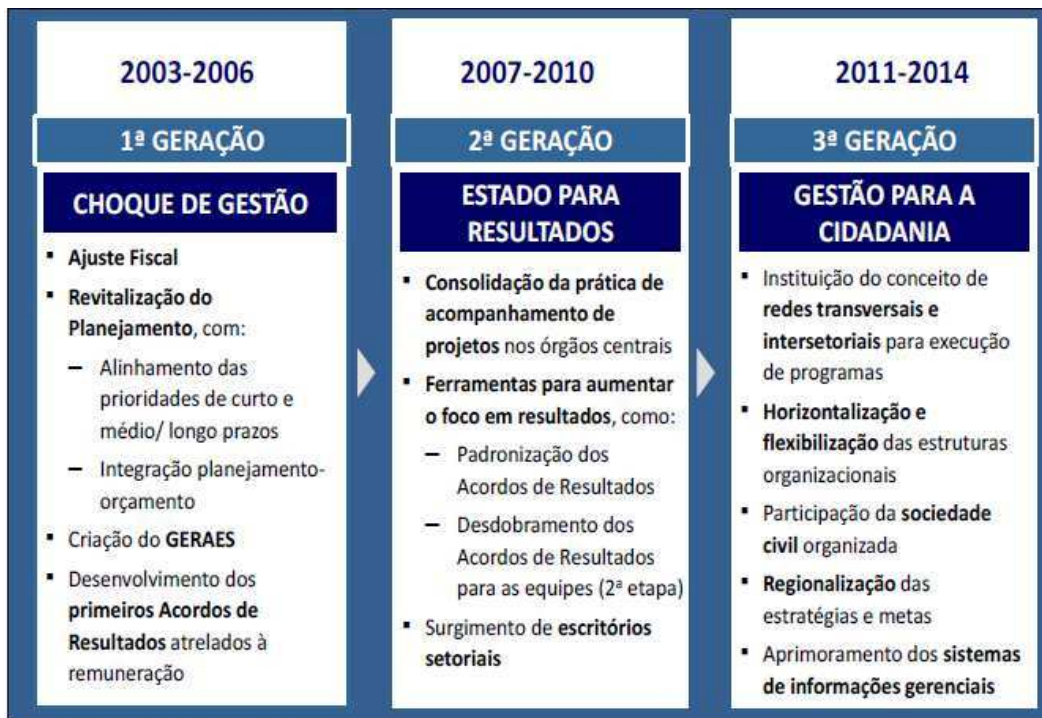 2003-2006
1ª GERAÇÃO
CHOQUE DE GESTÃO
▪ Ajuste Fiscal
▪ Revitalização do
Planejamento, com:
– Alinhamento das
prioridades de curto e
médio/ longo prazos
– Integração planejamento-
orçamento
▪ Criação do GERAES
▪ Desenvolvimento dos
primeiros Acordos de
Resultados atrelados à
remuneração
2007-2010
2ª GERAÇÃO
ESTADO PARA
RESULTADOS
▪ Consolidação da prática de
acompanhamento de
projetos nos órgãos centrais
▪ Ferramentas para aumentar
o foco em resultados, como:
– Padronização dos
Acordos de Resultados
– Desdobramento dos
Acordos de Resultados
para as equipes (2ª etapa)
▪ Surgimento de escritórios
setoriais
2011-2014
3ª GERAÇÃO
GESTÃO PARA A
CIDADANIA
▪ Instituição do conceito de
redes transversais e
intersetoriais para execução
de programas
▪ Horizontalização e
flexibilização das estruturas
organizacionais
▪ Participação da sociedade
civil organizada
▪ Regionalização das
estratégias e metas
▪ Aprimoramento dos sistemas
de informações gerenciais